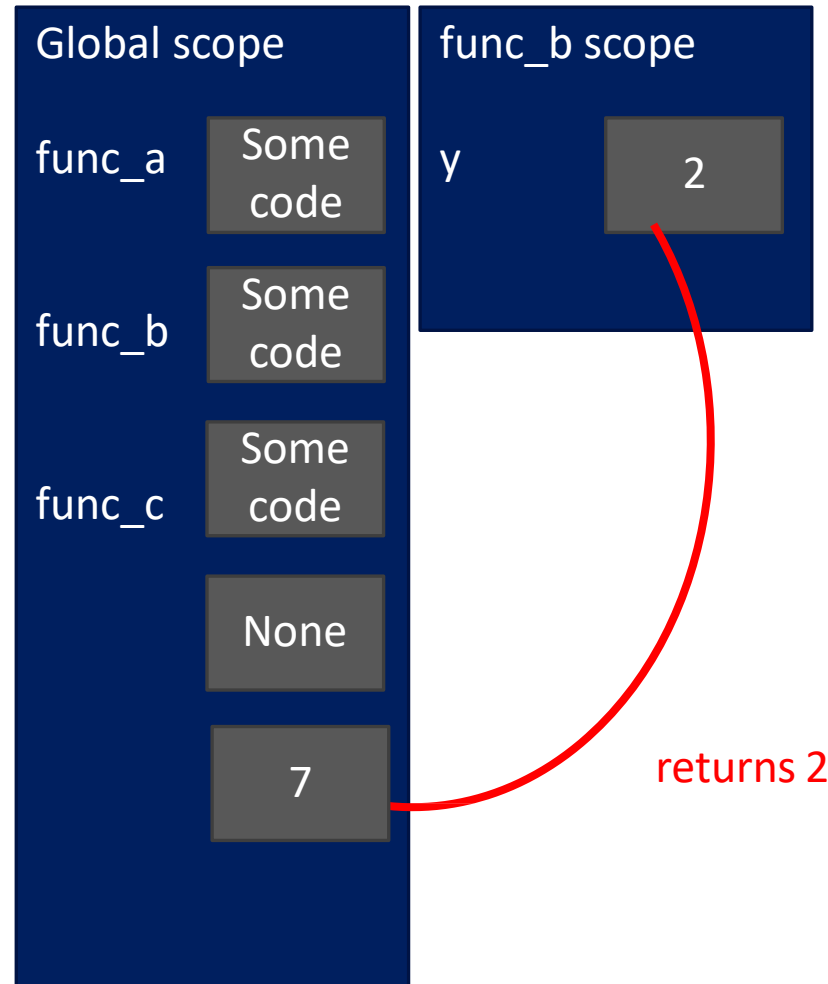 Global scope
func_a
Some
code
func_b
Some
code
func_c
Some
code
None
7
func_b scope
y
2
returns 2